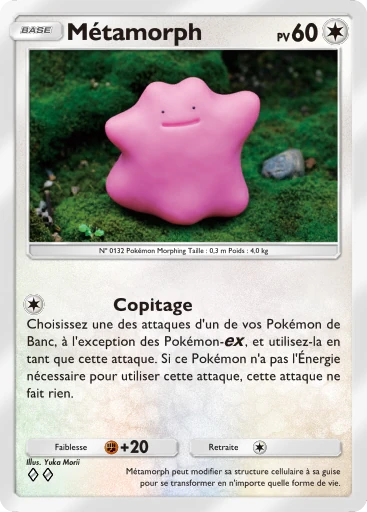 BASE Métamorph PV 60
N° 0132 Pokémon Morphing Taille : 0,3 m Poids : 4,0 kg
Copitage
Choisissez une des attaques d'un de vos Pokémon de
Banc, à l'exception des Pokémon-ex, et utilisez-la en
tant que cette attaque. Si ce Pokémon n'a pas l'Énergie
nécessaire pour utiliser cette attaque, cette attaque ne
fait rien.
Faiblesse +20 Retraite
Illus. Yuka Morii
Métamorph peut modifier sa structure cellulaire à sa guise
pour se transformer en n'importe quelle forme de vie.